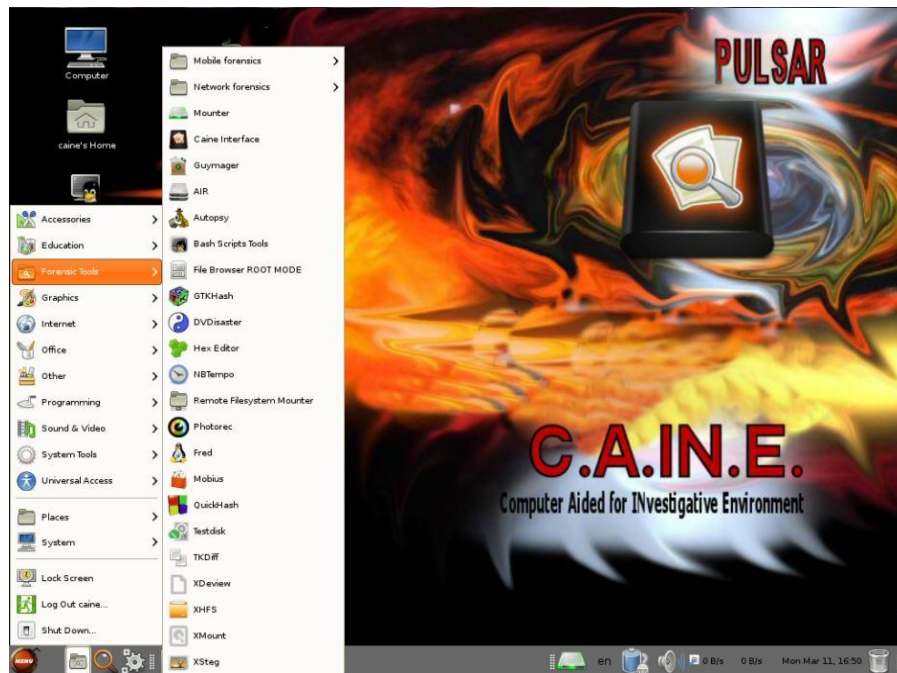 Computer
caine's Home
Accessories
Education
Forensic Tools
Graphics
Internet
Office
Other
Programming
Sound & Video
System Tools
Universal Access
Places
System
Lock Screen
Log Out caine...
Shut Down...
Mobile forensics
Network forensics
Mounter
Caine Interface
Guymager
AIR
Autopsy
Bash Scripts Tools
File Browser ROOT MODE
GTKHash
DVDisaster
Hex Editor
NBTempo
Remote Filesystem Mounter
Photorec
Fred
Mobius
QuickHash
Testdisk
TKDiff
XDeview
XHFS
XMount
XSteg
PULSAR
C.A.IN.E.
Computer Aided for INvestigative Environment
MENU
en
0 B/s
0 B/s
Mon Mar 11, 16:50